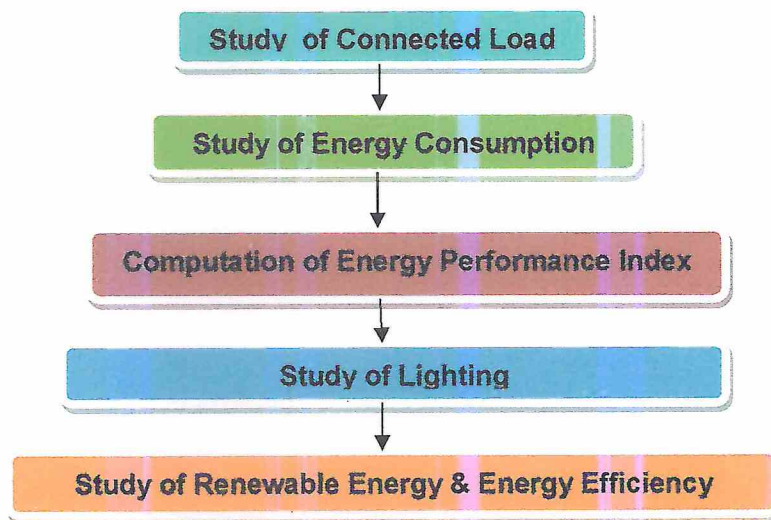 Study of Connected Load
Study of Energy Consumption
Computation of Energy Performance Index
Study of Lighting
Study of Renewable Energy & Energy Efficiency